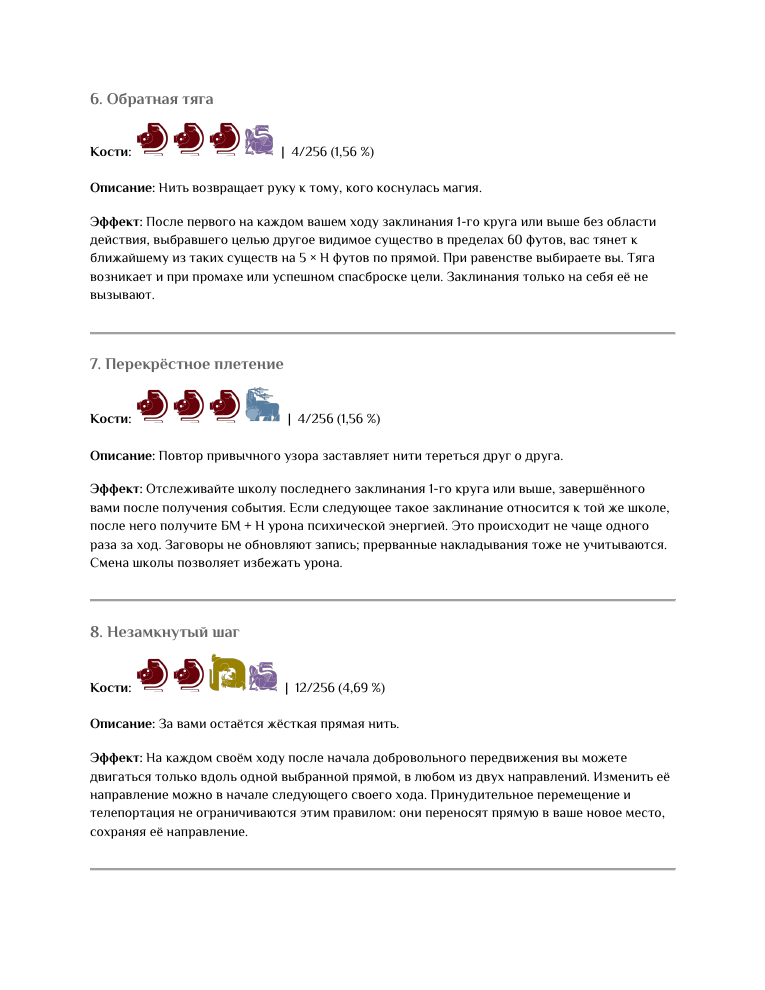 6. Обратная тяга
Кости: | 4/256 (1,56 %)
Описание: Нить возвращает руку к тому, кого коснулась магия.
Эффект: После первого на каждом вашем ходу заклинания 1-го круга или выше без области
действия, выбравшего целью другое видимое существо в пределах 60 футов, вас тянет к
ближайшему из таких существ на 5 × Н футов по прямой. При равенстве выбираете вы. Тяга
возникает и при промахе или успешном спасброске цели. Заклинания только на себя её не
вызывают.
7. Перекрёстное плетение
Кости: | 4/256 (1,56 %)
Описание: Повтор привычного узора заставляет нити тереться друг о друга.
Эффект: Отслеживайте школу последнего заклинания 1-го круга или выше, завершённого
вами после получения события. Если следующее такое заклинание относится к той же школе,
после него получите БМ + Н урона психической энергией. Это происходит не чаще одного
раза за ход. Заговоры не обновляют запись; прерванные накладывания тоже не учитываются.
Смена школы позволяет избежать урона.
8. Незамкнутый шаг
Кости: | 12/256 (4,69 %)
Описание: За вами остаётся жёсткая прямая нить.
Эффект: На каждом своём ходу после начала добровольного передвижения вы можете
двигаться только вдоль одной выбранной прямой, в любом из двух направлений. Изменить её
направление можно в начале следующего своего хода. Принудительное перемещение и
телепортация не ограничиваются этим правилом: они переносят прямую в ваше новое место,
сохраняя её направление.